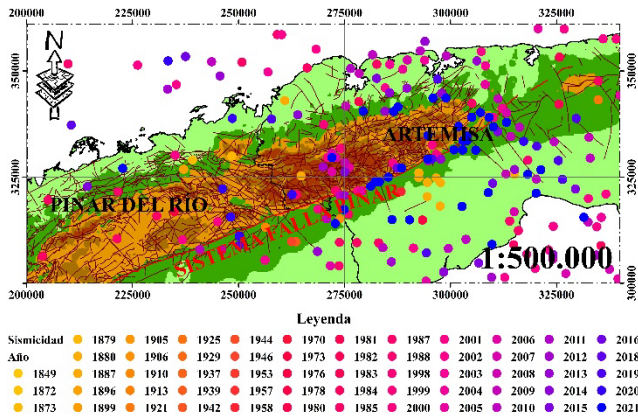 200000 225000 250000 275000 300000 325000
N
350000 350000
ARTEMISA
325000 325000
PINAR DEL RIO
SISTEMA FALLA PINAR
1:500.000
300000
200000 225000 250000 275000 300000 325000
Leyenda
Sismicidad 1879 1905 1925 1944 1970 1981 1987 2001 2006 2011 2016
Año 1880 1906 1929 1946 1973 1982 1988 2002 2007 2012 2018
1849 1887 1910 1937 1953 1976 1983 1998 2003 2008 2013 2019
1872 1896 1913 1939 1957 1978 1984 1999 2004 2009 2014 2020
1873 1899 1921 1942 1958 1980 1985 2000 2005 2010 2015